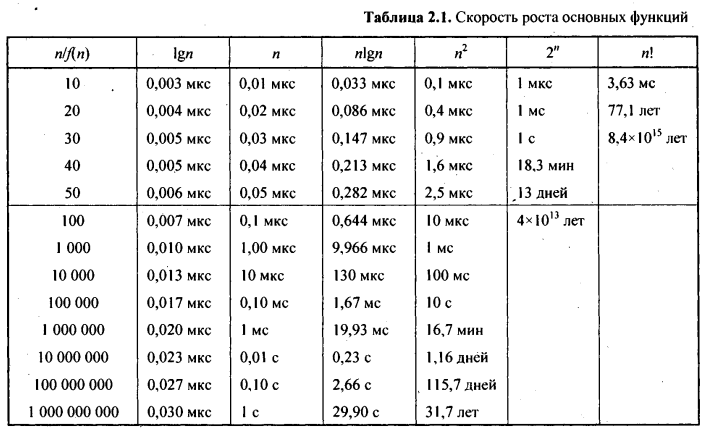 Таблица 2.1. Скорость роста основных функций
n/f(n) lgn n nlgn n² 2ⁿ n!
10 0,003 мкс 0,01 мкс 0,033 мкс 0,1 мкс 1 мкс 3,63 мс
20 0,004 мкс 0,02 мкс 0,086 мкс 0,4 мкс 1 мс 77,1 лет
30 0,005 мкс 0,03 мкс 0,147 мкс 0,9 мкс 1 с 8,4×10¹⁵ лет
40 0,005 мкс 0,04 мкс 0,213 мкс 1,6 мкс 18,3 мин
50 0,006 мкс 0,05 мкс 0,282 мкс 2,5 мкс 13 дней
100 0,007 мкс 0,1 мкс 0,644 мкс 10 мкс 4×10¹³ лет
1 000 0,010 мкс 1,00 мкс 9,966 мкс 1 мс
10 000 0,013 мкс 10 мкс 130 мкс 100 мс
100 000 0,017 мкс 0,10 мс 1,67 мс 10 с
1 000 000 0,020 мкс 1 мс 19,93 мс 16,7 мин
10 000 000 0,023 мкс 0,01 с 0,23 с 1,16 дней
100 000 000 0,027 мкс 0,10 с 2,66 с 115,7 дней
1 000 000 000 0,030 мкс 1 с 29,90 с 31,7 лет